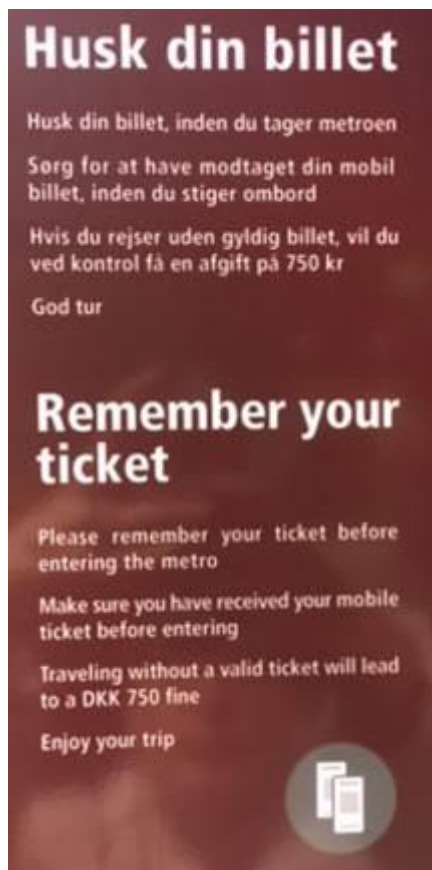 Husk din billet
Husk din billet, inden du tager metroen
Sørg for at have modtaget din mobil
billet, inden du stiger ombord
Hvis du rejser uden gyldig billet, vil du
ved kontrol få en afgift på 750 kr
God tur
Remember your
ticket
Please remember your ticket before
entering the metro
Make sure you have received your mobile
ticket before entering
Traveling without a valid ticket will lead
to a DKK 750 fine
Enjoy your trip